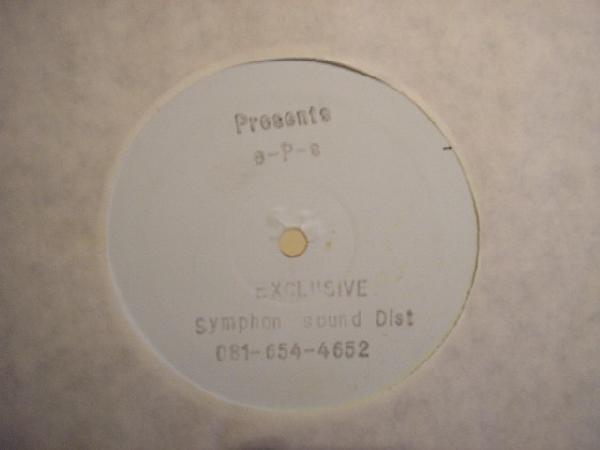 Presents
e-P-s
EXCLUSIVE
symphon sound Dist
081-654-4652